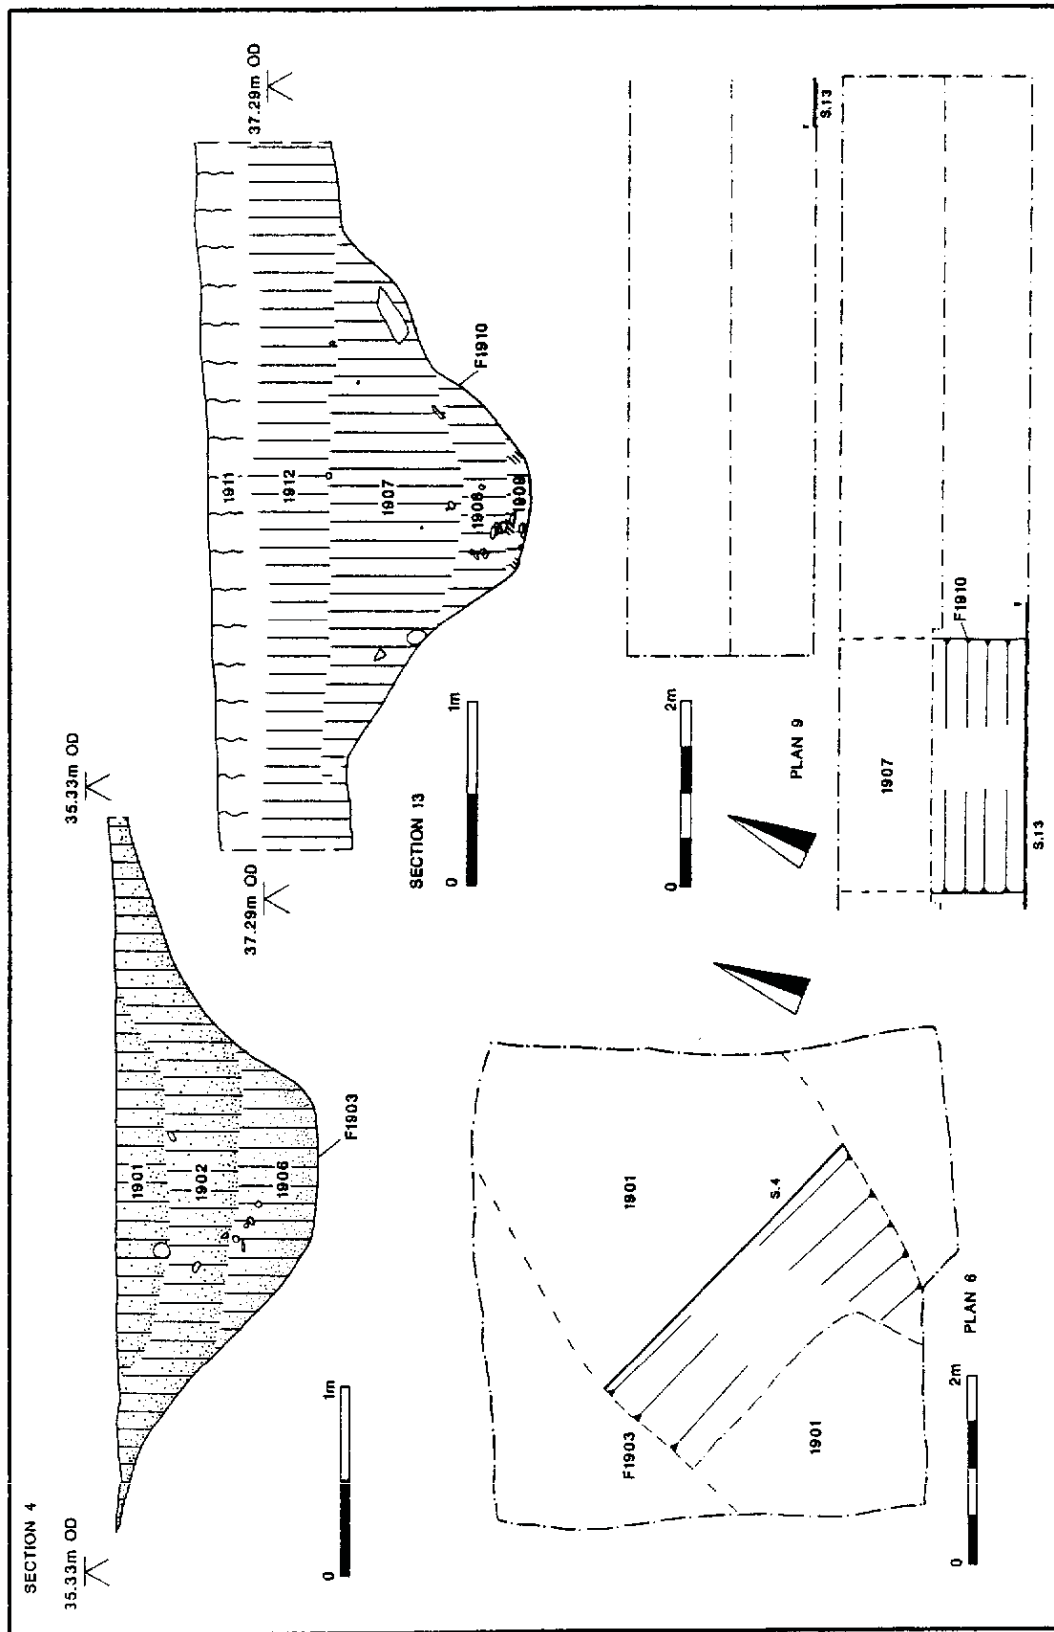 SECTION 4
35.33m OD
35.33m OD
1901
1902
1906
F1903
0 1m
37.29m OD
37.29m OD
1911
1912
1907
1908
1909
F1910
SECTION 13
0 1m
1901
S.4
F1903
1901
PLAN 6
0 2m
0 2m
PLAN 9
S.13
1907
F1910
S.13